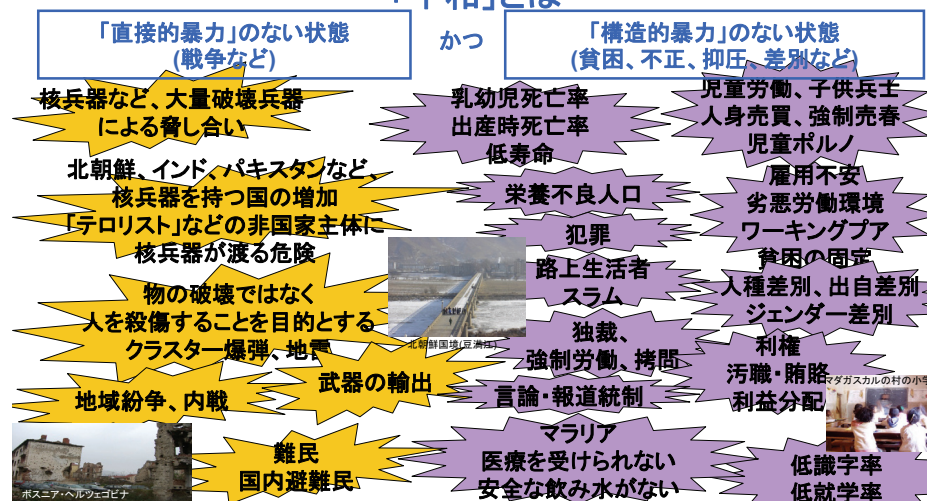 「直接的暴力」のない状態
(戦争など)
かつ
「構造的暴力」のない状態
(貧困、不正、抑圧、差別など)
核兵器など、大量破壊兵器
による脅し合い
北朝鮮、インド、パキスタンなど、
核兵器を持つ国の増加
「テロリスト」などの非国家主体に
核兵器が渡る危険
物の破壊ではなく
人を殺傷することを目的とする
クラスター爆弾、地雷
武器の輸出
地域紛争、内戦
難民
国内避難民
ボスニア・ヘルツェゴビナ
北朝鮮国境(豆満江)
乳幼児死亡率
出産時死亡率
低寿命
栄養不良人口
犯罪
路上生活者
スラム
独裁、
強制労働、拷問
言論・報道統制
マラリア
医療を受けられない
安全な飲み水がない
児童労働、子供兵士
人身売買、強制売春
児童ポルノ
雇用不安
劣悪労働環境
ワーキングプア
貧困の固定
人種差別、出自差別
ジェンダー差別
利権
汚職・賄賂
利益分配
マダガスカルの村の小学
低識字率
低就学率